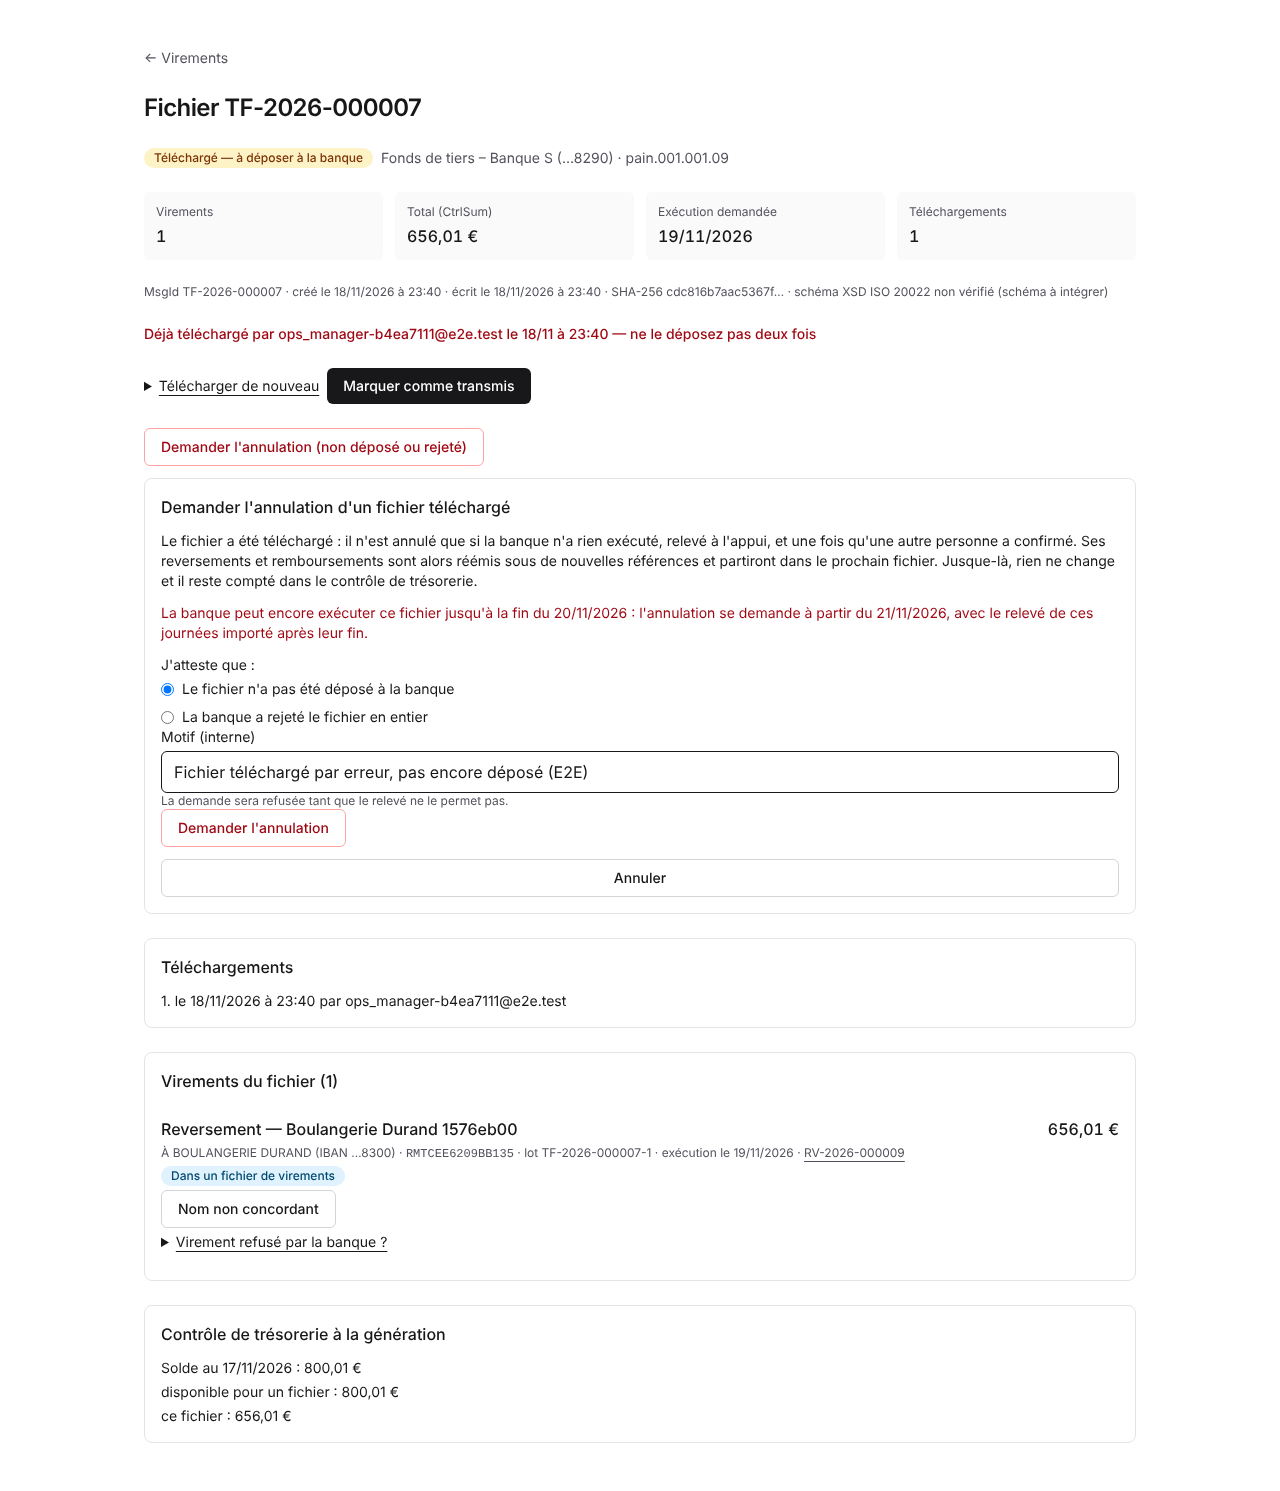 ← Virements
Fichier TF-2026-000007
Téléchargé — à déposer à la banque Fonds de tiers – Banque S (…8290) · pain.001.001.09
Virements
1
Total (CtrlSum)
656,01 €
Exécution demandée
19/11/2026
Téléchargements
1
MsgId TF-2026-000007 · créé le 18/11/2026 à 23:40 · écrit le 18/11/2026 à 23:40 · SHA-256 cdc816b7aac5367f… · schéma XSD ISO 20022 non vérifié (schéma à intégrer)
Déjà téléchargé par ops_manager-b4ea7111@e2e.test le 18/11 à 23:40 — ne le déposez pas deux fois
Télécharger de nouveau Marquer comme transmis
Demander l'annulation (non déposé ou rejeté)
Demander l'annulation d'un fichier téléchargé
Le fichier a été téléchargé : il n'est annulé que si la banque n'a rien exécuté, relevé à l'appui, et une fois qu'une autre personne a confirmé. Ses
reversements et remboursements sont alors réémis sous de nouvelles références et partiront dans le prochain fichier. Jusque-là, rien ne change
et il reste compté dans le contrôle de trésorerie.
La banque peut encore exécuter ce fichier jusqu'à la fin du 20/11/2026 : l'annulation se demande à partir du 21/11/2026, avec le relevé de ces
journées importé après leur fin.
J'atteste que :
Le fichier n'a pas été déposé à la banque
La banque a rejeté le fichier en entier
Motif (interne)
Fichier téléchargé par erreur, pas encore déposé (E2E)
La demande sera refusée tant que le relevé ne le permet pas.
Demander l'annulation
Annuler
Téléchargements
1. le 18/11/2026 à 23:40 par ops_manager-b4ea7111@e2e.test
Virements du fichier (1)
Reversement — Boulangerie Durand 1576eb00 656,01 €
À BOULANGERIE DURAND (IBAN …8300) · RMTCEE6209BB135 · lot TF-2026-000007-1 · exécution le 19/11/2026 · RV-2026-000009
Dans un fichier de virements
Nom non concordant
Virement refusé par la banque ?
Contrôle de trésorerie à la génération
Solde au 17/11/2026 : 800,01 €
disponible pour un fichier : 800,01 €
ce fichier : 656,01 €